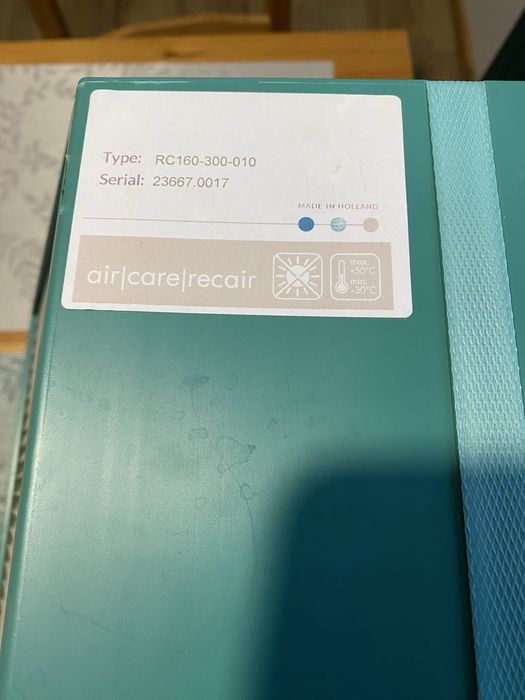 Type: RC160-300-010
Serial: 23667.0017
MADE IN HOLLAND
air|care|recair
max.
+50°C
min.
-30°C